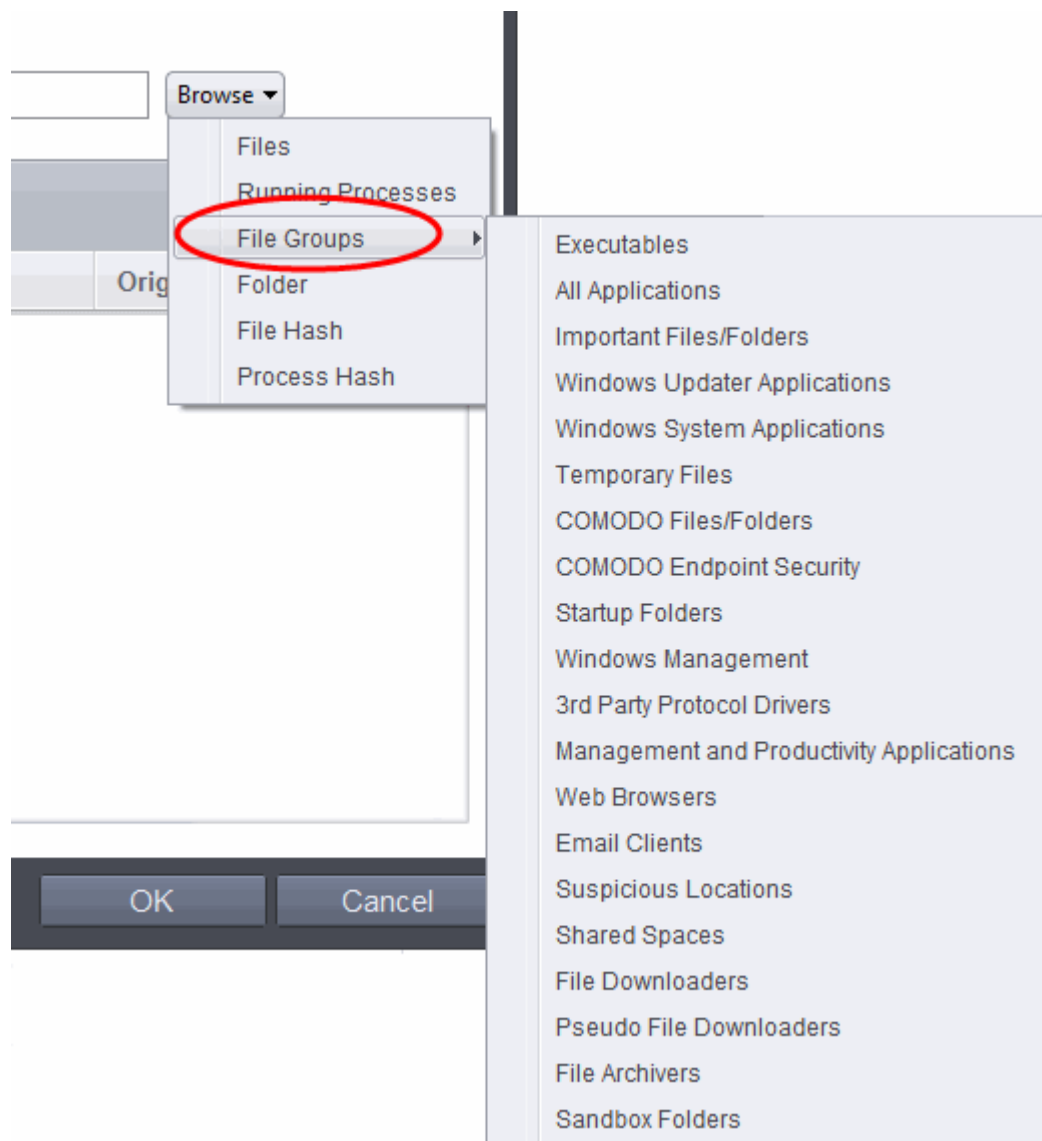 Browse
Files
Running Processes
File Groups
Orig
Folder
File Hash
Process Hash
Executables
All Applications
Important Files/Folders
Windows Updater Applications
Windows System Applications
Temporary Files
COMODO Files/Folders
COMODO Endpoint Security
Startup Folders
Windows Management
3rd Party Protocol Drivers
Management and Productivity Applications
Web Browsers
Email Clients
Suspicious Locations
Shared Spaces
File Downloaders
Pseudo File Downloaders
File Archivers
Sandbox Folders
OK
Cancel